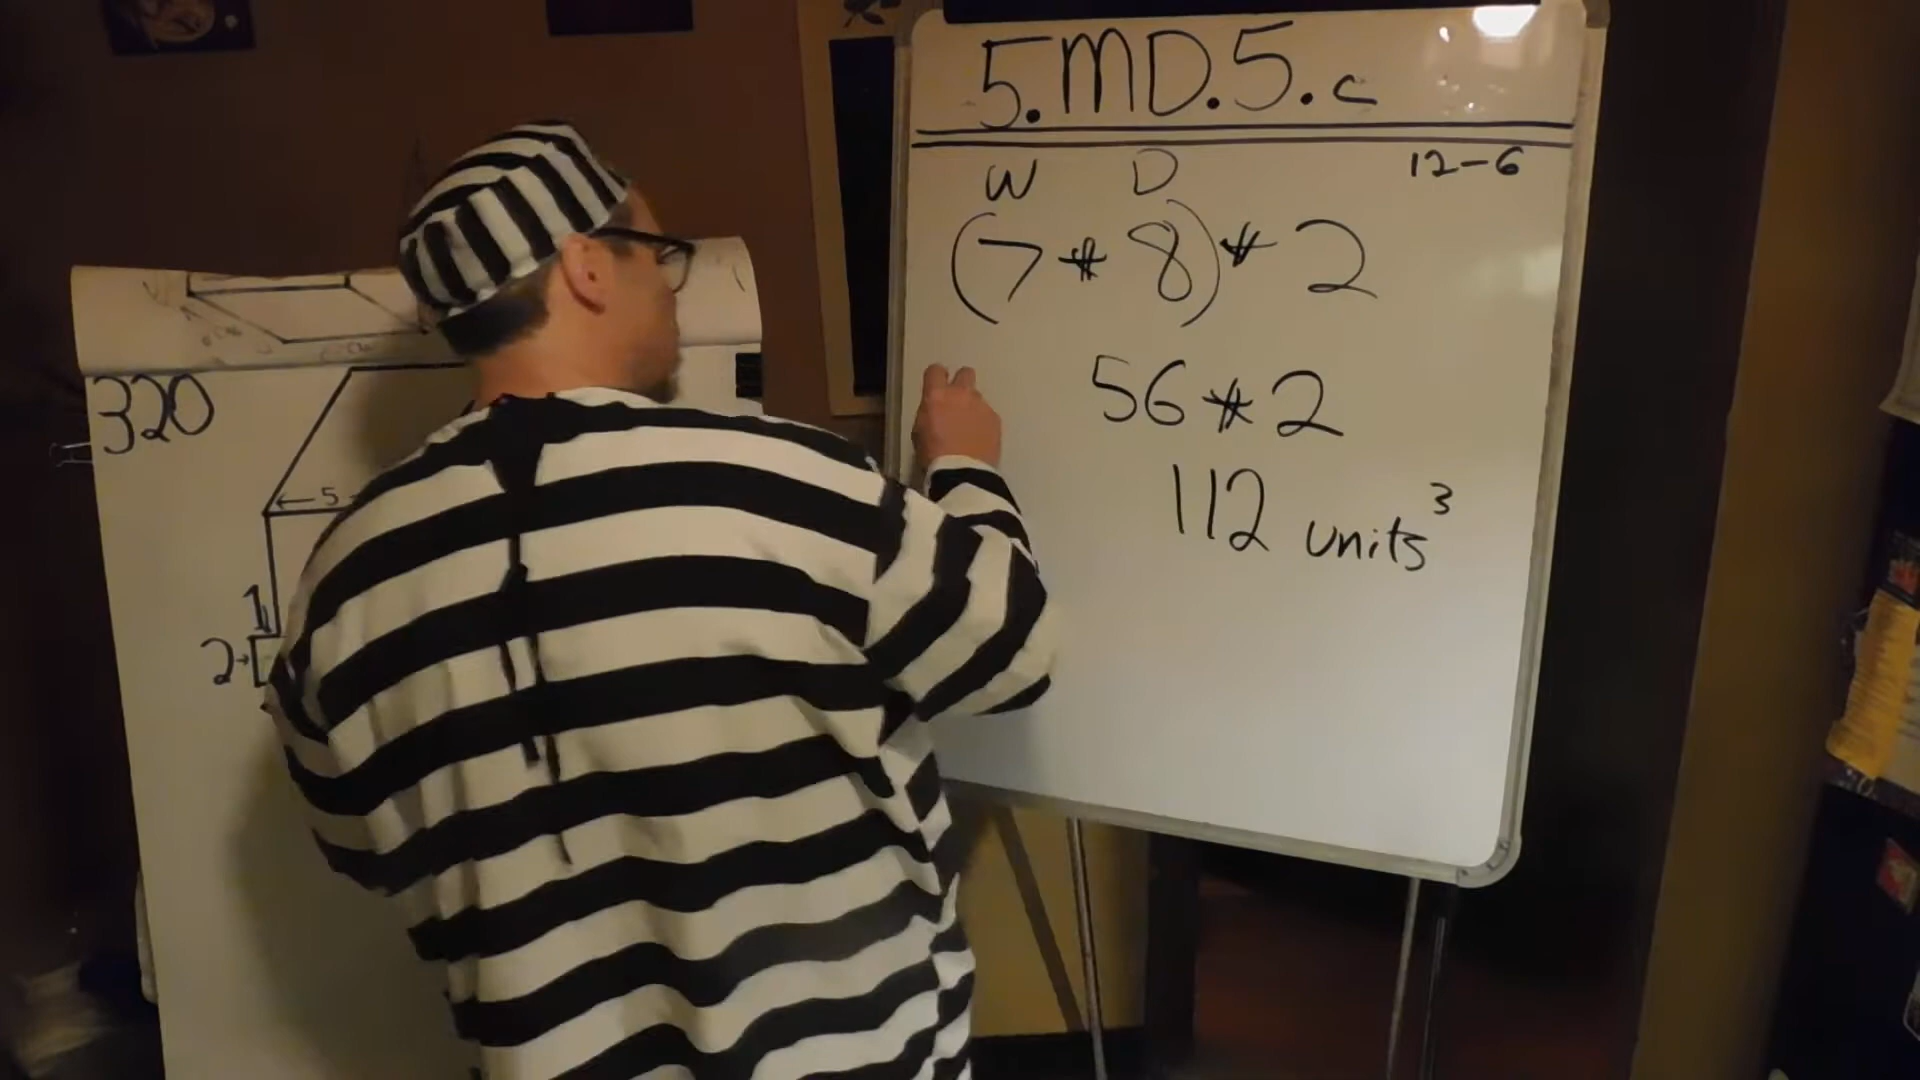 5.MD.5.c
12-6
W D
(7 * 8) * 2
56 * 2
112 units³
320
←5
1
2→